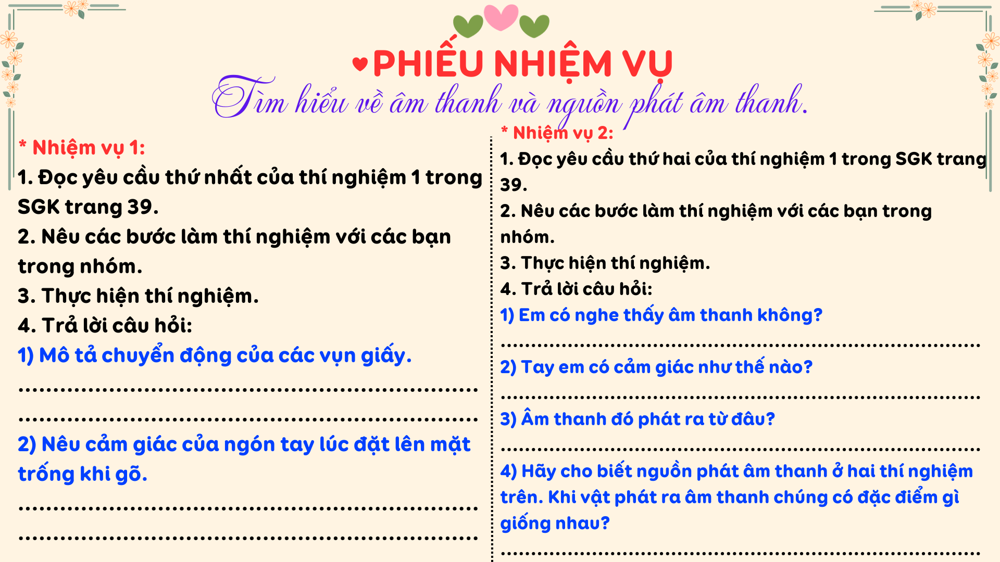 PHIẾU NHIỆM VỤ
Tìm hiểu về âm thanh và nguồn phát âm thanh.
* Nhiệm vụ 1:
1. Đọc yêu cầu thứ nhất của thí nghiệm 1 trong
SGK trang 39.
2. Nêu các bước làm thí nghiệm với các bạn
trong nhóm.
3. Thực hiện thí nghiệm.
4. Trả lời câu hỏi:
1) Mô tả chuyển động của các vụn giấy.
..................................................................
..................................................................
2) Nêu cảm giác của ngón tay lúc đặt lên mặt
trống khi gõ.
..................................................................
..................................................................
* Nhiệm vụ 2:
1. Đọc yêu cầu thứ hai của thí nghiệm 1 trong SGK trang
39.
2. Nêu các bước làm thí nghiệm với các bạn trong
nhóm.
3. Thực hiện thí nghiệm.
4. Trả lời câu hỏi:
1) Em có nghe thấy âm thanh không?
...............................................................................
2) Tay em có cảm giác như thế nào?
...............................................................................
3) Âm thanh đó phát ra từ đâu?
...............................................................................
4) Hãy cho biết nguồn phát âm thanh ở hai thí nghiệm
trên. Khi vật phát ra âm thanh chúng có đặc điểm gì
giống nhau?
...............................................................................